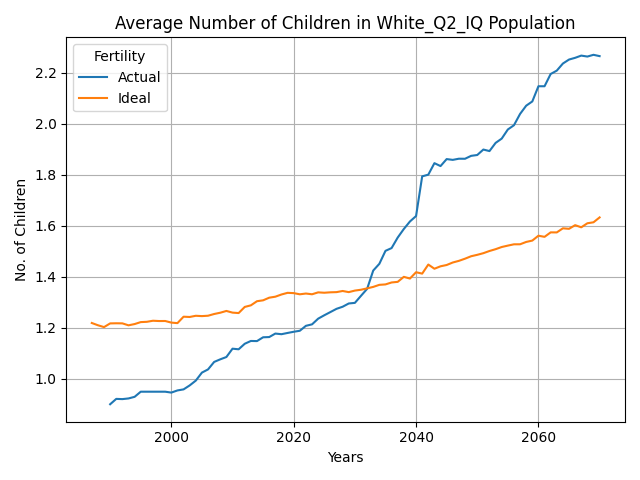 Average Number of Children in White_Q2_IQ Population
Fertility
Actual
Ideal
No. of Children
2.2
2.0
1.8
1.6
1.4
1.2
1.0
2000
2020
2040
2060
Years